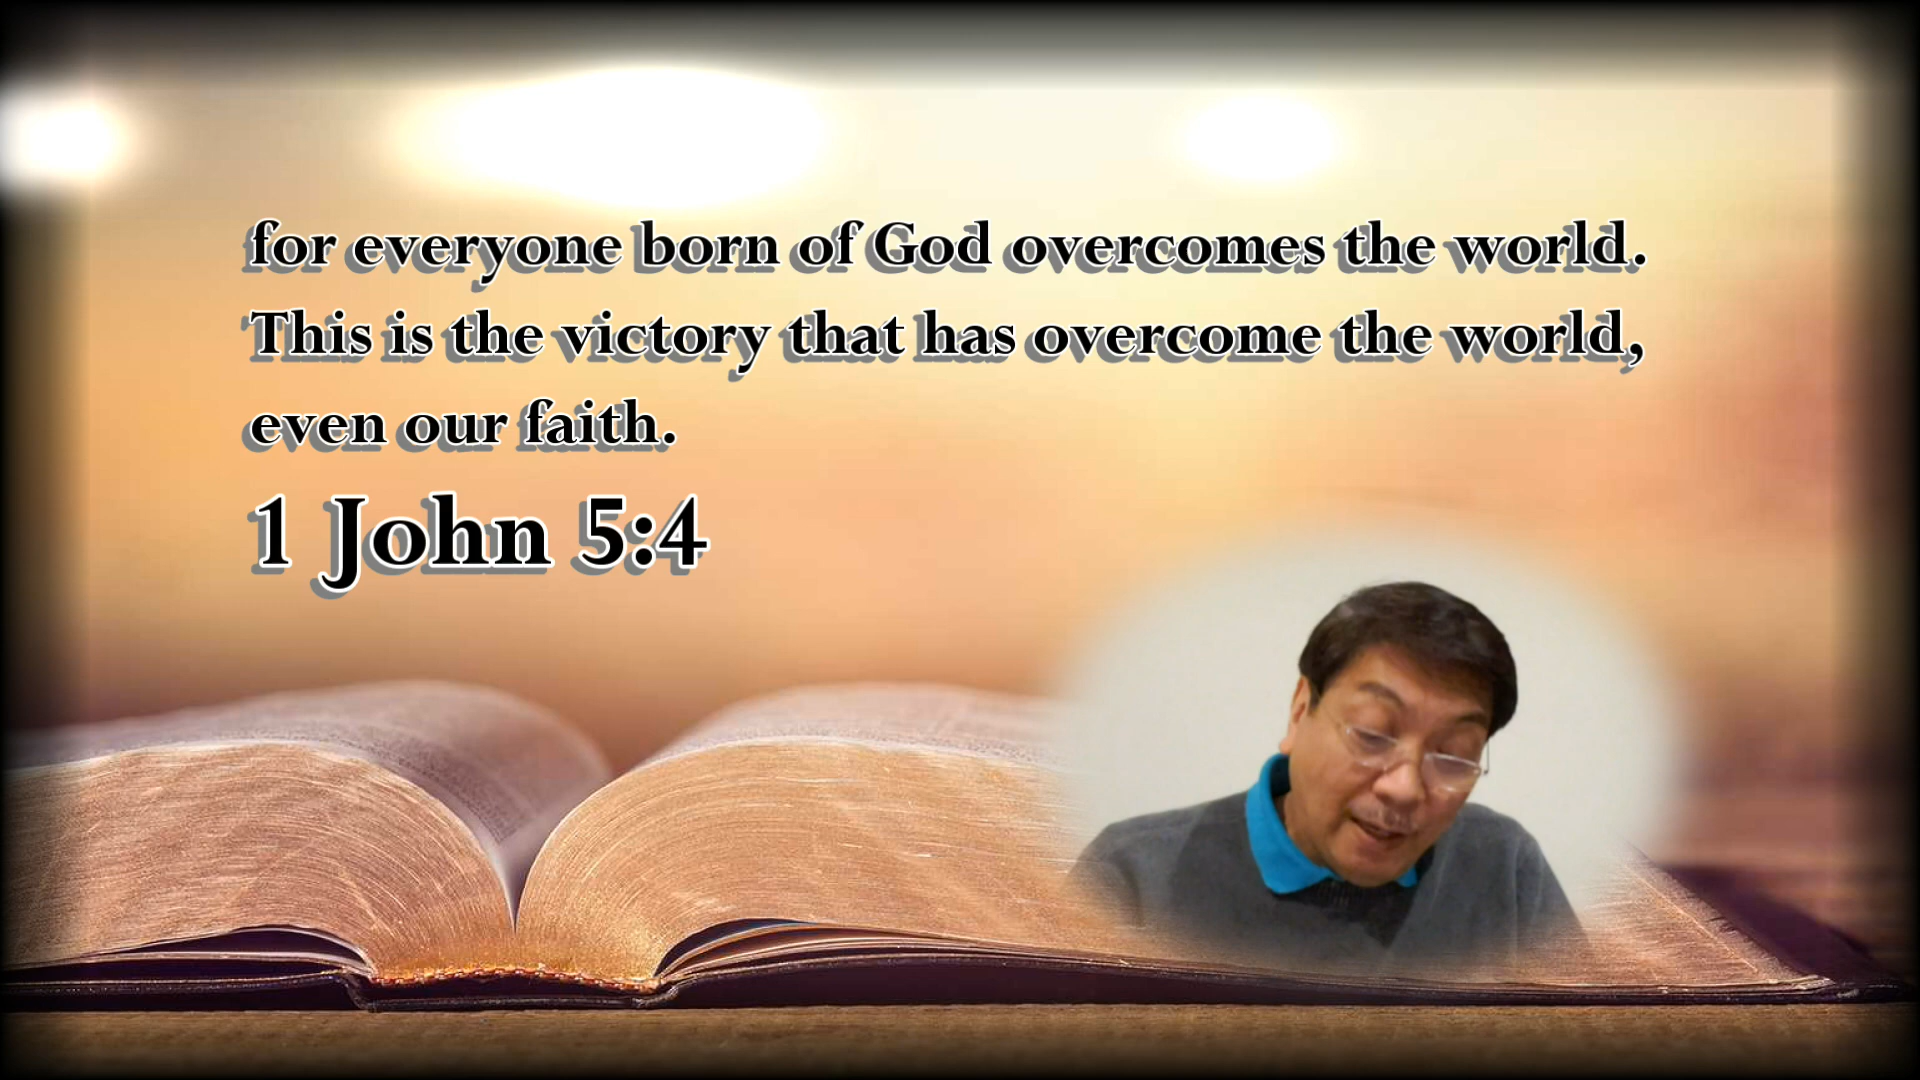 for everyone born of God overcomes the world.
This is the victory that has overcome the world,
even our faith.
1 John 5:4